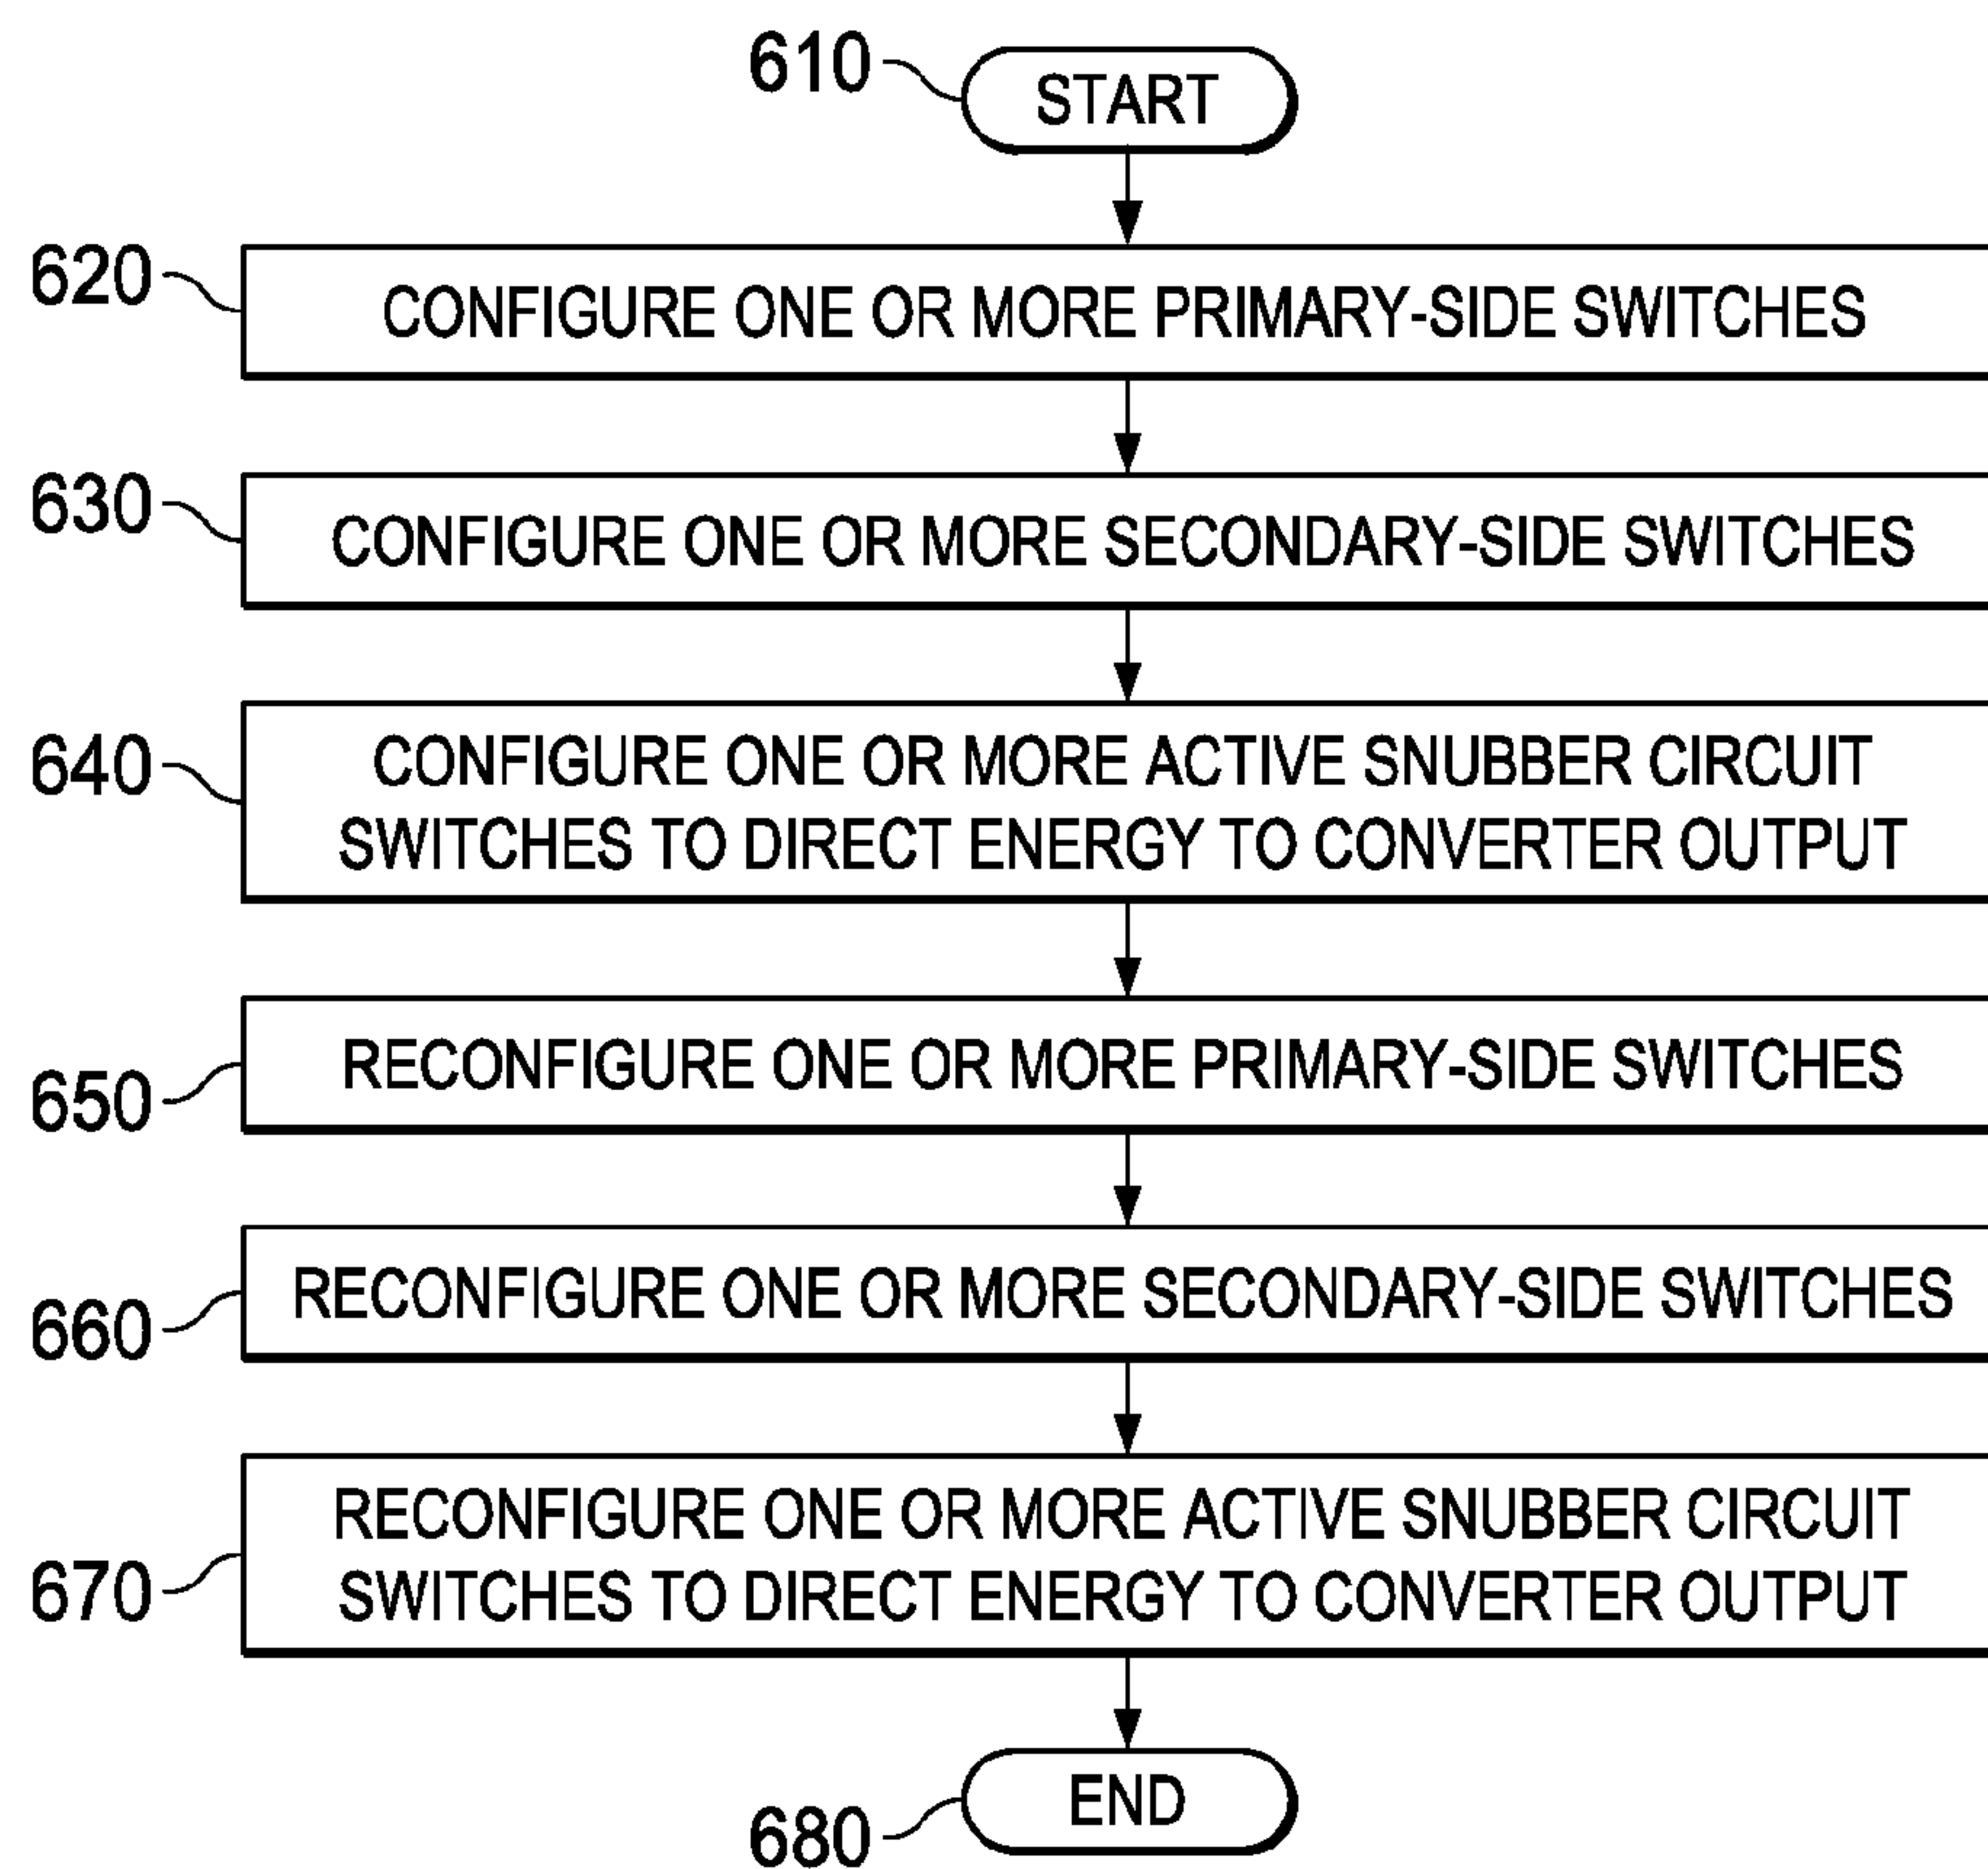 610
START
620
CONFIGURE ONE OR MORE PRIMARY-SIDE SWITCHES
630
CONFIGURE ONE OR MORE SECONDARY-SIDE SWITCHES
640
CONFIGURE ONE OR MORE ACTIVE SNUBBER CIRCUIT
SWITCHES TO DIRECT ENERGY TO CONVERTER OUTPUT
650
RECONFIGURE ONE OR MORE PRIMARY-SIDE SWITCHES
660
RECONFIGURE ONE OR MORE SECONDARY-SIDE SWITCHES
670
RECONFIGURE ONE OR MORE ACTIVE SNUBBER CIRCUIT
SWITCHES TO DIRECT ENERGY TO CONVERTER OUTPUT
680
END